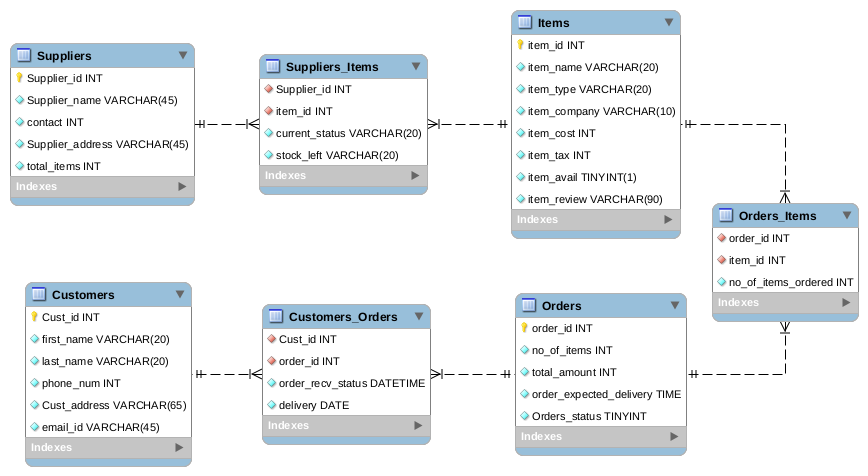 Suppliers
Supplier_id INT
Supplier_name VARCHAR(45)
contact INT
Supplier_address VARCHAR(45)
total_items INT
Indexes
Suppliers_Items
Supplier_id INT
item_id INT
current_status VARCHAR(20)
stock_left VARCHAR(20)
Indexes
Items
item_id INT
item_name VARCHAR(20)
item_type VARCHAR(20)
item_company VARCHAR(10)
item_cost INT
item_tax INT
item_avail TINYINT(1)
item_review VARCHAR(90)
Indexes
Orders_Items
order_id INT
item_id INT
no_of_items_ordered INT
Indexes
Customers
Cust_id INT
first_name VARCHAR(20)
last_name VARCHAR(20)
phone_num INT
Cust_address VARCHAR(65)
email_id VARCHAR(45)
Indexes
Customers_Orders
Cust_id INT
order_id INT
order_recv_status DATETIME
delivery DATE
Indexes
Orders
order_id INT
no_of_items INT
total_amount INT
order_expected_delivery TIME
Orders_status TINYINT
Indexes